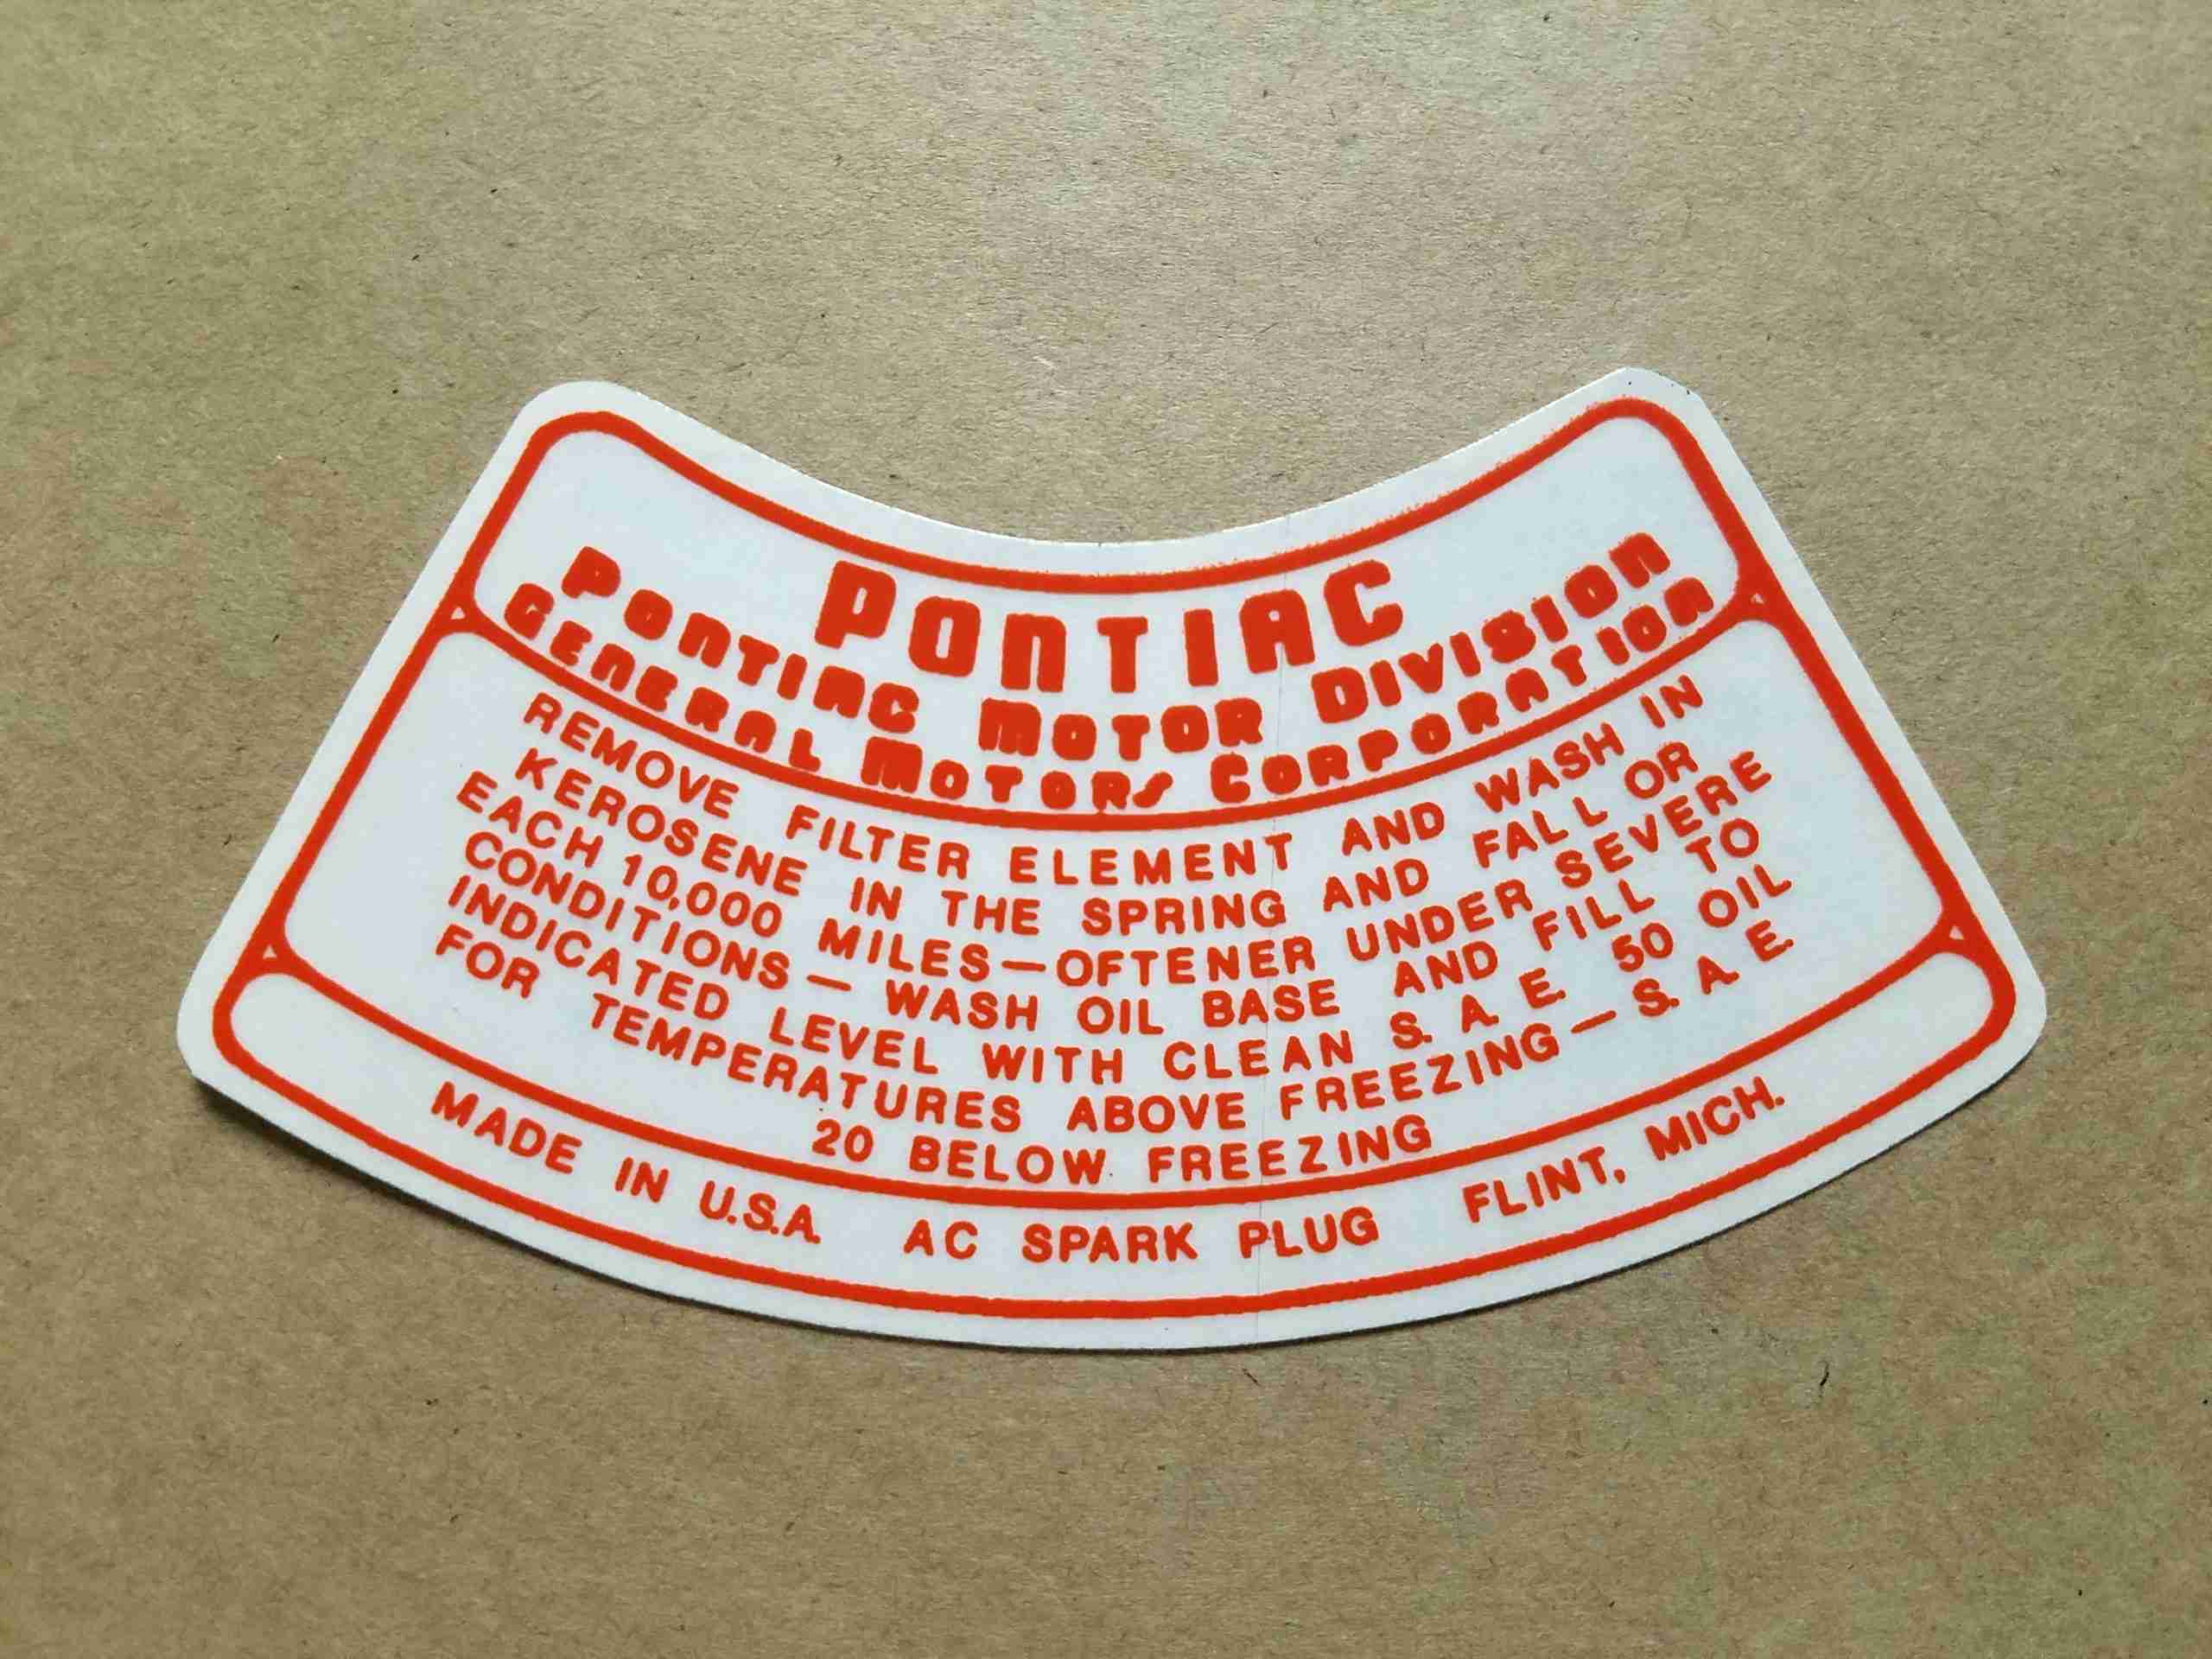 PONTIAC
PONTIAC MOTOR DIVISION
GENERAL MOTORS CORPORATION
REMOVE FILTER ELEMENT AND WASH IN
KEROSENE IN THE SPRING AND FALL OR
EACH 10,000 MILES—OFTENER UNDER SEVERE
CONDITIONS — WASH OIL BASE AND FILL TO
INDICATED LEVEL WITH CLEAN S. A. E. 50 OIL
FOR TEMPERATURES ABOVE FREEZING — S. A. E.
20 BELOW FREEZING
MADE IN U.S.A. AC SPARK PLUG FLINT, MICH.